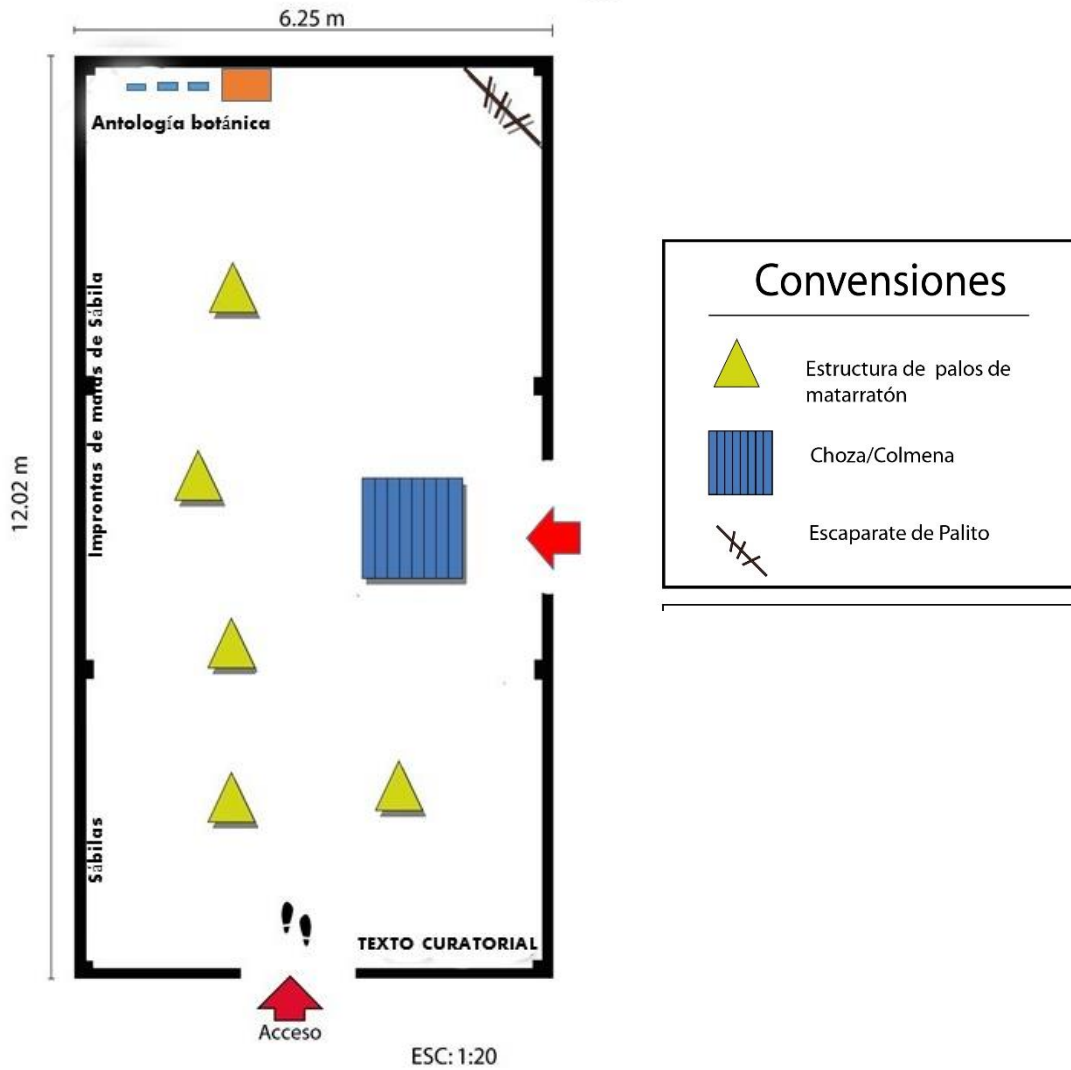 6.25 m
Antología botánica
12.02 m
Improntas de matas de Sábila
Sábilas
TEXTO CURATORIAL
Acceso
ESC: 1:20
Convensiones
Estructura de palos de
matarratón
Choza/Colmena
Escaparate de Palito